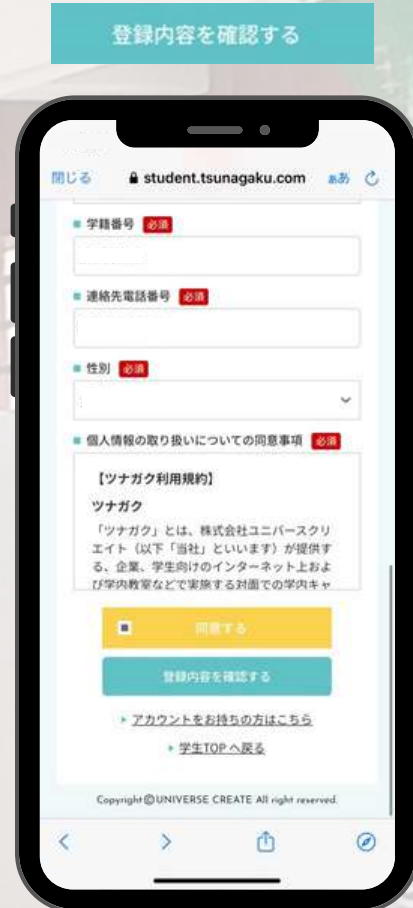 登録内容を確認する
閉じる
student.tsunagaku.com
ぁあ
学籍番号 必須
連絡先電話番号 必須
性別 必須
個人情報の取り扱いについての同意事項 必須
【ツナガク利用規約】
ツナガク
「ツナガク」とは、株式会社ユニバースクリ
エイト（以下「当社」といいます）が提供す
る、企業、学生向けのインターネット上およ
び学内教室などで実施する対面での学内キャ
同意する
登録内容を確認する
アカウントをお持ちの方はこちら
学生TOPへ戻る
Copyright©UNIVERSE CREATE All right reserved.